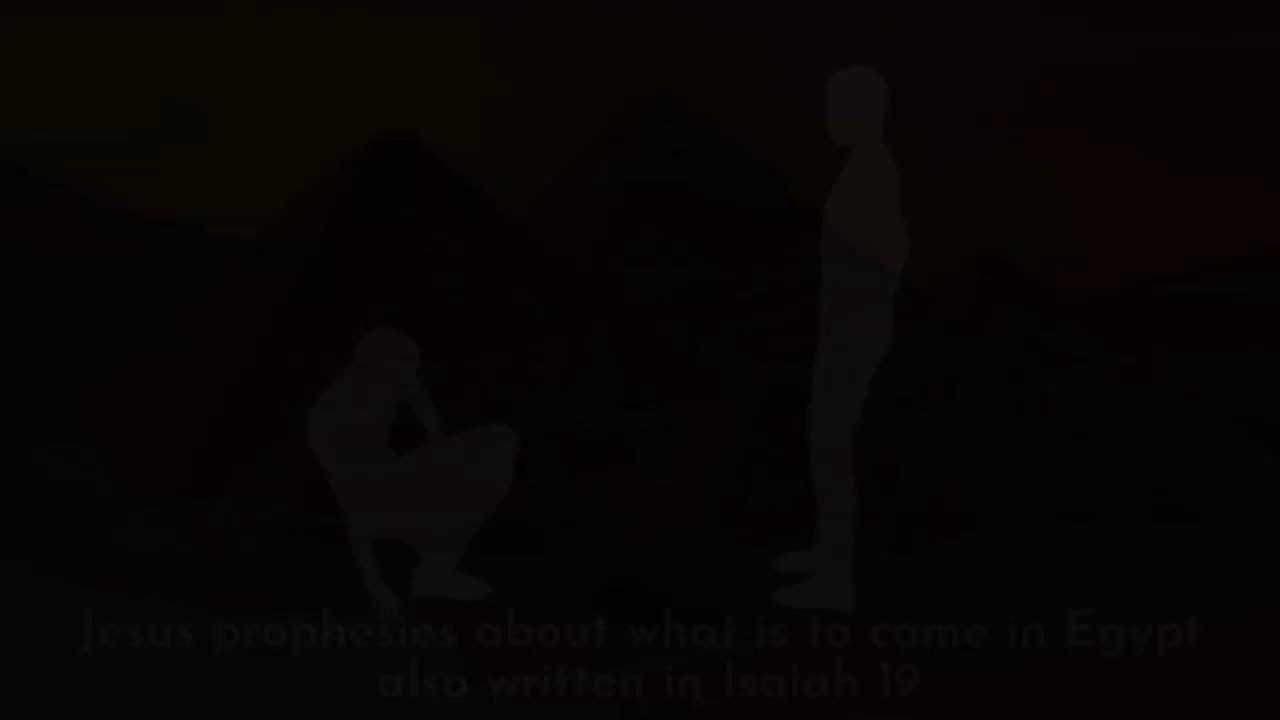 Jesus prophesies about what is to come in Egypt
also written in Isaiah 19